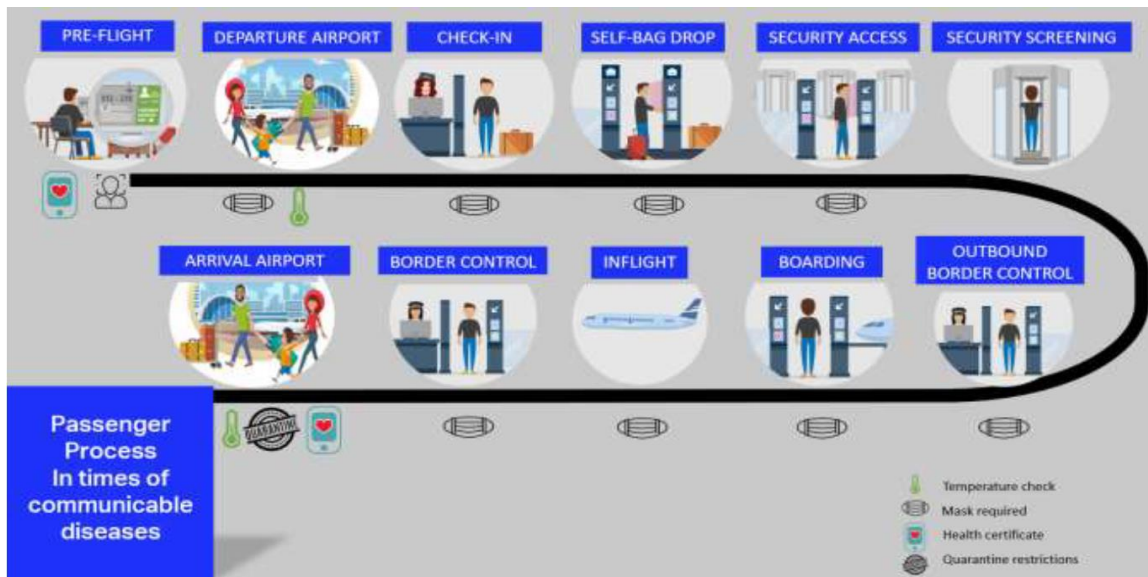 PRE-FLIGHT
DEPARTURE AIRPORT
CHECK-IN
SELF-BAG DROP
SECURITY ACCESS
SECURITY SCREENING
ARRIVAL AIRPORT
BORDER CONTROL
INFLIGHT
BOARDING
OUTBOUND
BORDER CONTROL
QUARANTINE
Passenger
Process
In times of
communicable
diseases
Temperature check
Mask required
Health certificate
Quarantine restrictions